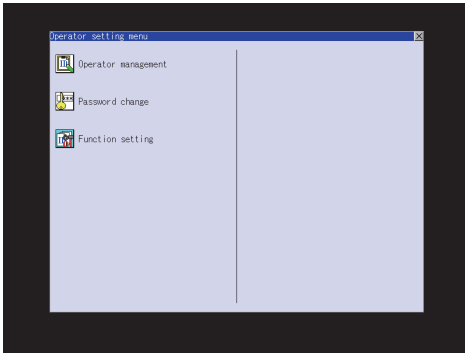 Operator setting menu
Operator management
Password change
Function setting